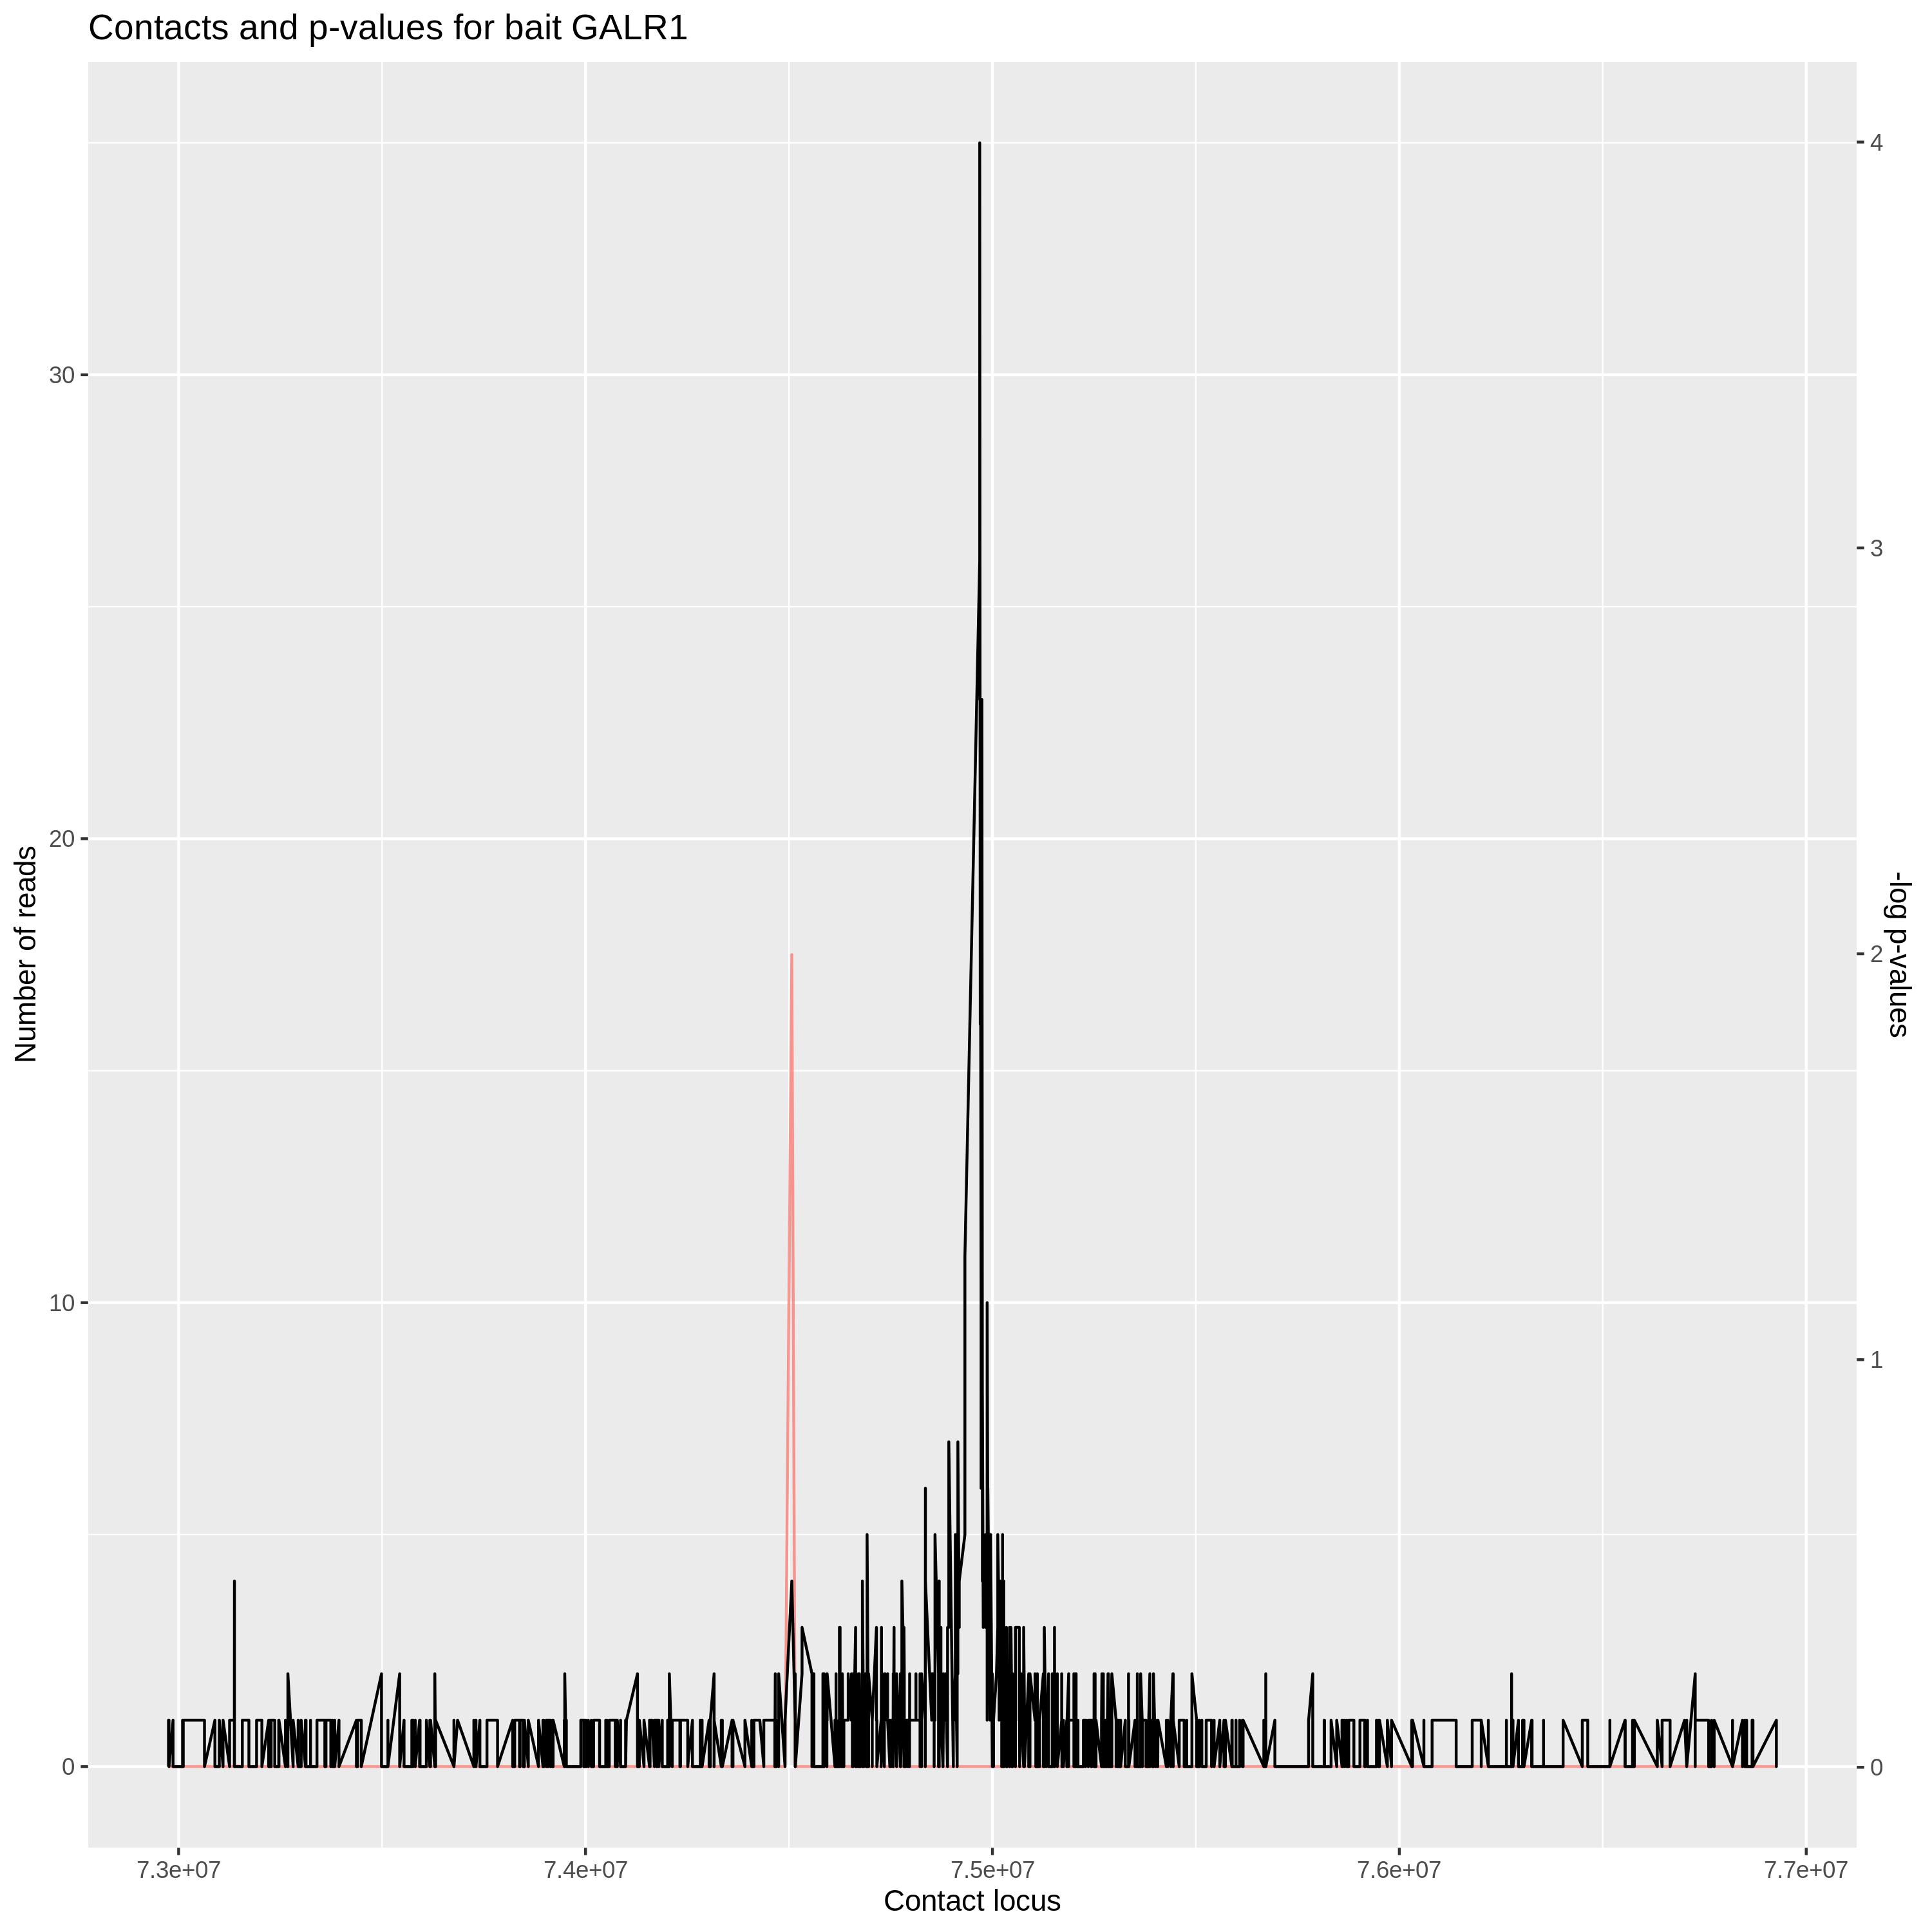 Contacts and p-values for bait GALR1
30
20
10
0
Number of reads
4
3
2
1
0
-log p-values
7.3e+07
7.4e+07
7.5e+07
7.6e+07
7.7e+07
Contact locus